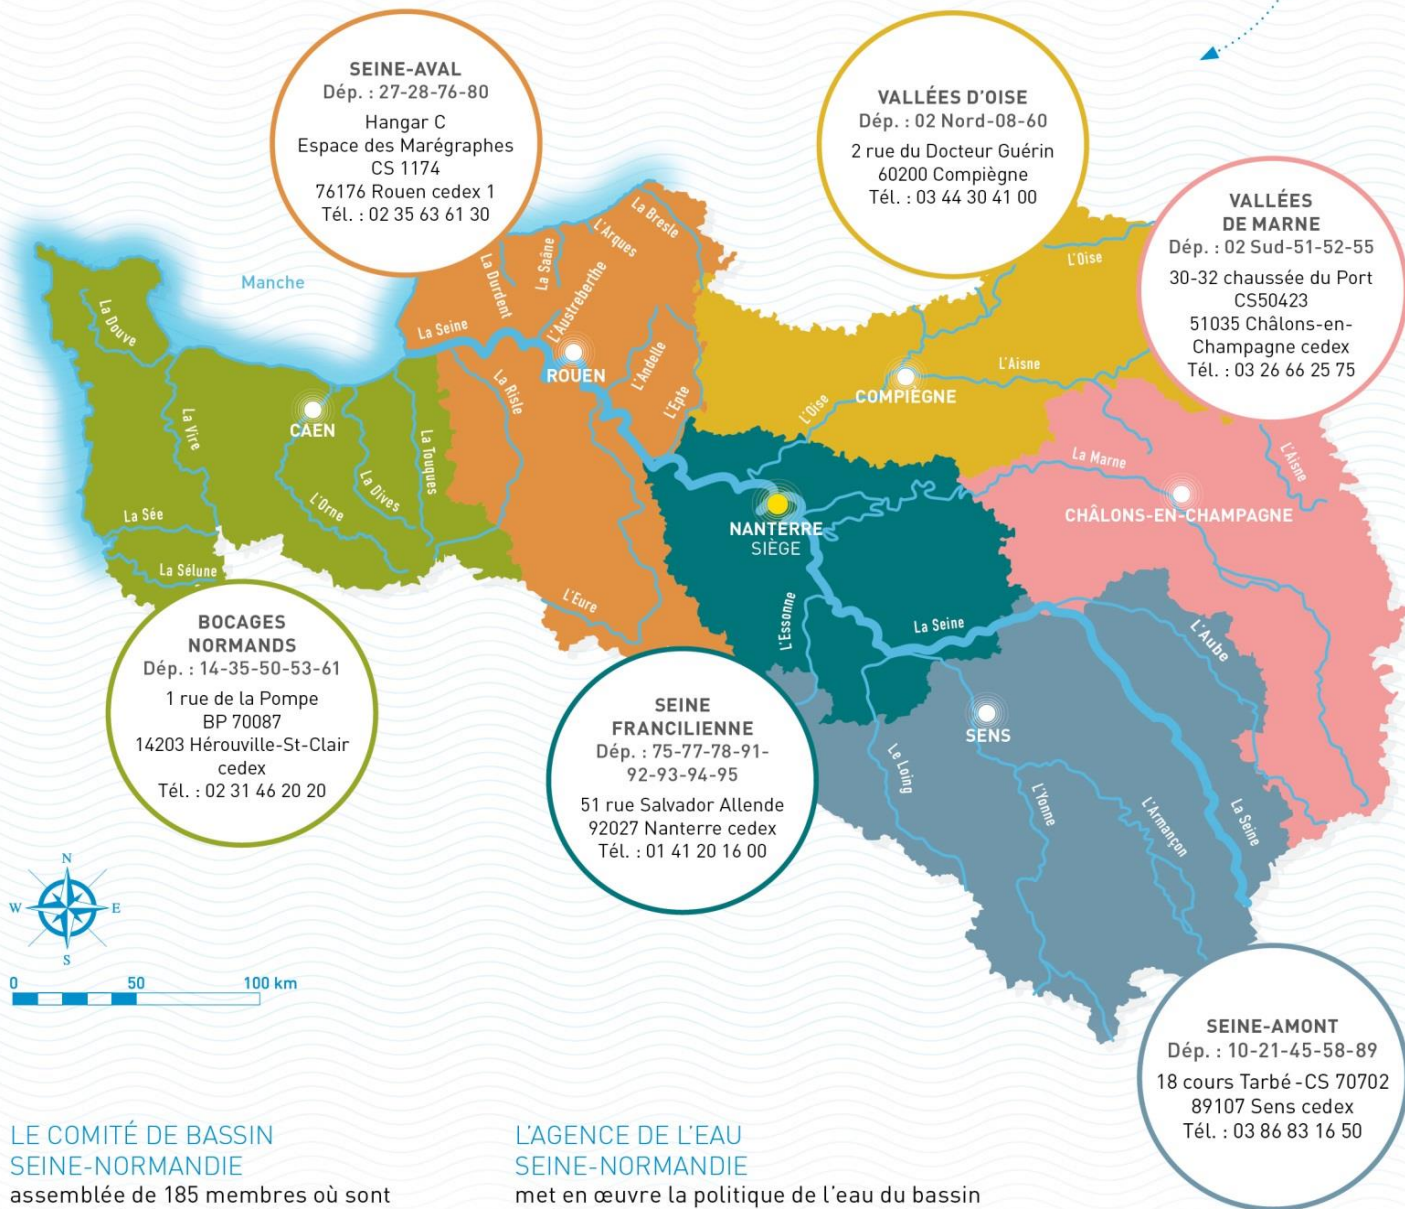 SEINE-AVAL
Dép. : 27-28-76-80
Hangar C
Espace des Marégraphes
CS 1174
76176 Rouen cedex 1
Tél. : 02 35 63 61 30
VALLÉES D'OISE
Dép. : 02 Nord-08-60
2 rue du Docteur Guérin
60200 Compiègne
Tél. : 03 44 30 41 00
VALLÉES
DE MARNE
Dép. : 02 Sud-51-52-55
30-32 chaussée du Port
CS50423
51035 Châlons-en-
Champagne cedex
Tél. : 03 26 66 25 75
Manche
La Douve
La Vire
La Sée
La Sélune
CAEN
L'Orne
La Dives
La Touques
La Seine
La Durdent
La Saâne
L'Arques
La Bresle
L'Austreberthe
ROUEN
La Risle
L'Andelle
L'Epte
L'Eure
L'Oise
L'Aisne
L'Oise
COMPIÈGNE
La Marne
L'Aisne
CHÂLONS-EN-CHAMPAGNE
NANTERRE
SIÈGE
L'Essonne
La Seine
L'Aube
SENS
Le Loing
L'Yonne
L'Armançon
La Seine
BOCAGES
NORMANDS
Dép. : 14-35-50-53-61
1 rue de la Pompe
BP 70087
14203 Hérouville-St-Clair
cedex
Tél. : 02 31 46 20 20
SEINE
FRANCILIENNE
Dép. : 75-77-78-91-
92-93-94-95
51 rue Salvador Allende
92027 Nanterre cedex
Tél. : 01 41 20 16 00
SEINE-AMONT
Dép. : 10-21-45-58-89
18 cours Tarbé - CS 70702
89107 Sens cedex
Tél. : 03 86 83 16 50
N
W E
S
0 50 100 km
LE COMITÉ DE BASSIN
SEINE-NORMANDIE
assemblée de 185 membres où sont
L'AGENCE DE L'EAU
SEINE-NORMANDIE
met en œuvre la politique de l'eau du bassin